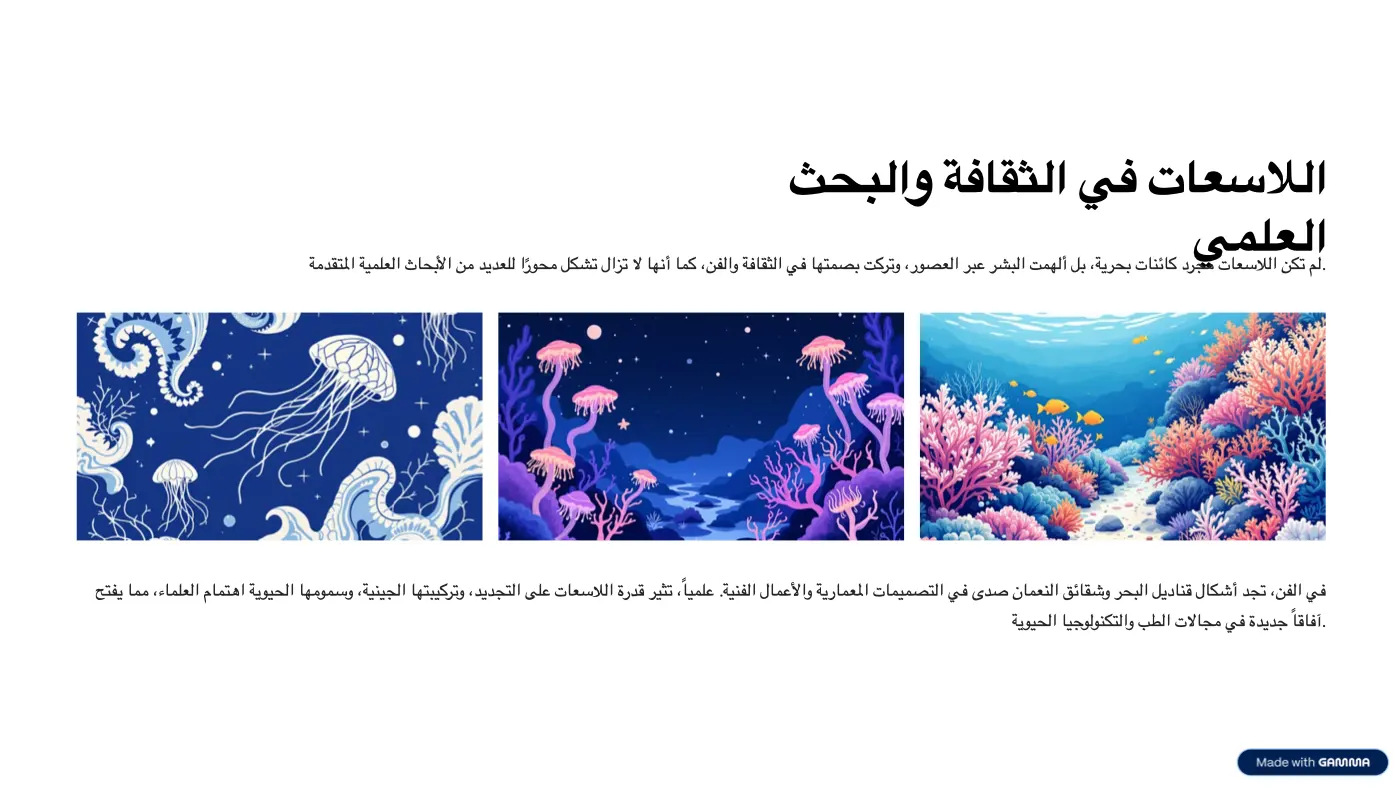 اللاسعات في الثقافة والبحث
العلمي
لم تكن اللاسعات مجرد كائنات بحرية، بل ألهمت البشر عبر العصور، وتركت بصمتها في الثقافة والفن، كما أنها لا تزال تشكل محورًا للعديد من الأبحاث العلمية المتقدمة.
في الفن، تجد أشكال قناديل البحر وشقائق النعمان صدى في التصميمات المعمارية والأعمال الفنية. علمياً، تثير قدرة اللاسعات على التجديد، وتركيبتها الجينية، وسمومها الحيوية اهتمام العلماء، مما يفتح
آفاقاً جديدة في مجالات الطب والتكنولوجيا الحيوية.
Made with GAMMA